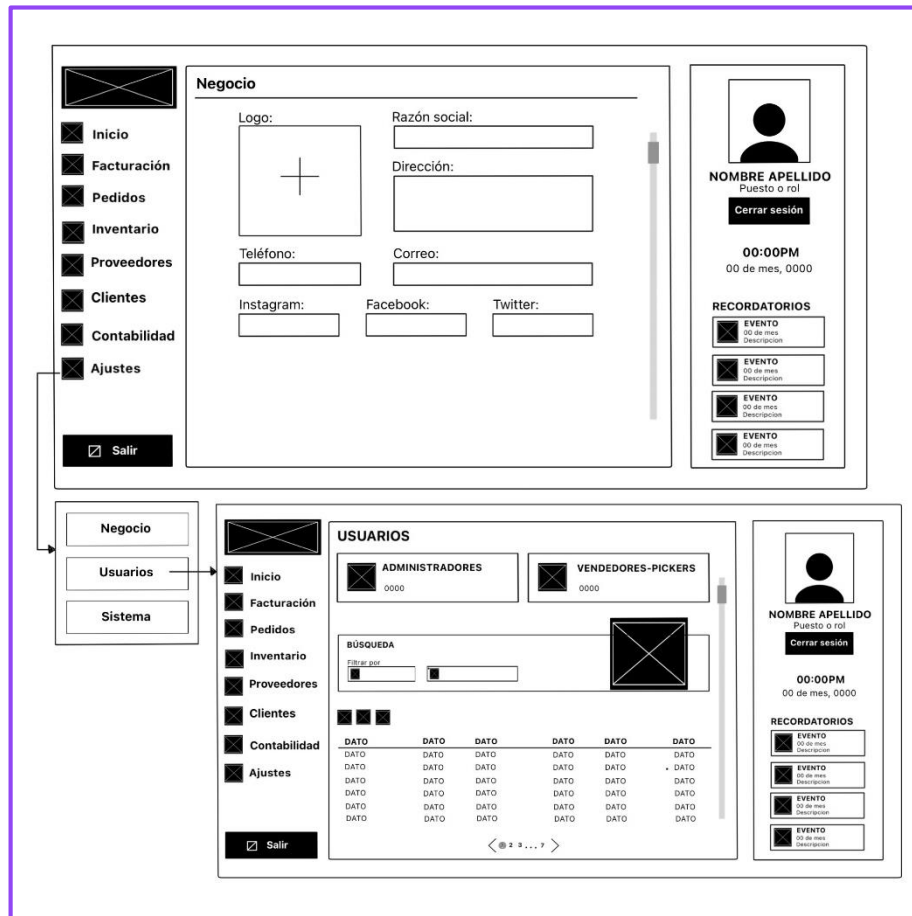 Negocio
Logo:
Razón social:
Dirección:
Teléfono:
Correo:
Instagram:
Facebook:
Twitter:
Inicio
Facturación
Pedidos
Inventario
Proveedores
Clientes
Contabilidad
Ajustes
Salir
NOMBRE APELLIDO
Puesto o rol
Cerrar sesión
00:00PM
00 de mes, 0000
RECORDATORIOS
EVENTO
00 de mes
Descripcion
EVENTO
00 de mes
Descripcion
EVENTO
00 de mes
Descripcion
EVENTO
00 de mes
Descripcion
Negocio
Usuarios
Sistema
Inicio
Facturación
Pedidos
Inventario
Proveedores
Clientes
Contabilidad
Ajustes
Salir
USUARIOS
ADMINISTRADORES
0000
VENDEDORES-PICKERS
0000
BÚSQUEDA
Filtrar por
DATO DATO DATO DATO DATO DATO
DATO DATO DATO DATO DATO DATO
DATO DATO DATO DATO DATO DATO
DATO DATO DATO DATO DATO DATO
DATO DATO DATO DATO DATO DATO
DATO DATO DATO DATO DATO DATO
DATO DATO DATO DATO DATO DATO
2 3 . . . 7
NOMBRE APELLIDO
Puesto o rol
Cerrar sesión
00:00PM
00 de mes, 0000
RECORDATORIOS
EVENTO
00 de mes
Descripcion
EVENTO
00 de mes
Descripcion
EVENTO
00 de mes
Descripcion
EVENTO
00 de mes
Descripcion